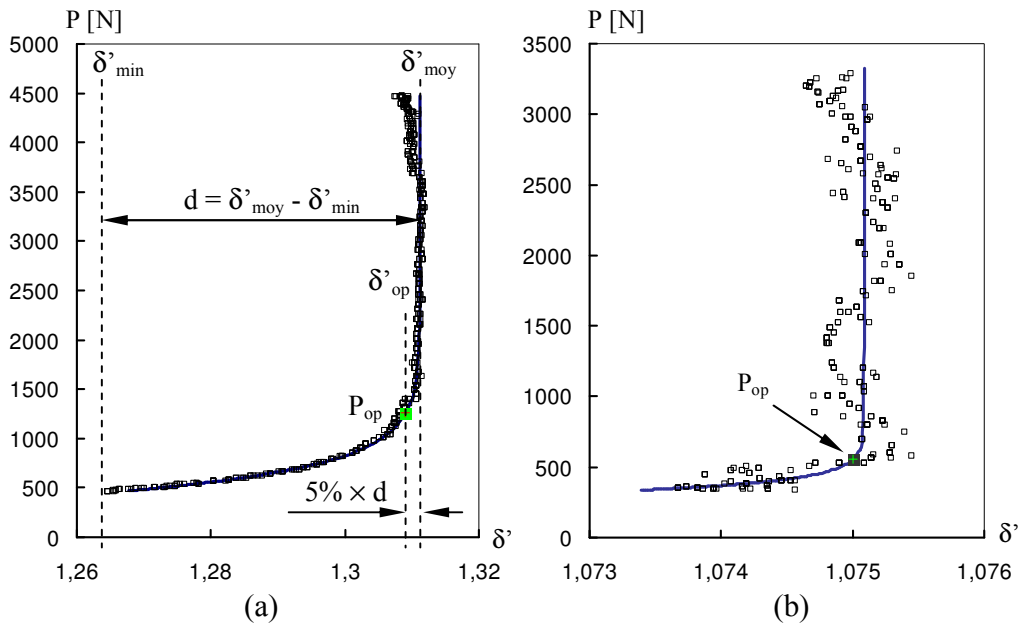 P [N]
5000
4500
4000
3500
3000
2500
2000
1500
1000
500
0
1,26
1,28
1,3
1,32
δ'min
δ'moy
d = δ'moy - δ'min
δ'op
Pop
5% × d
δ'
(a)
P [N]
3500
3000
2500
2000
1500
1000
500
0
1,073
1,074
1,075
1,076
Pop
δ'
(b)